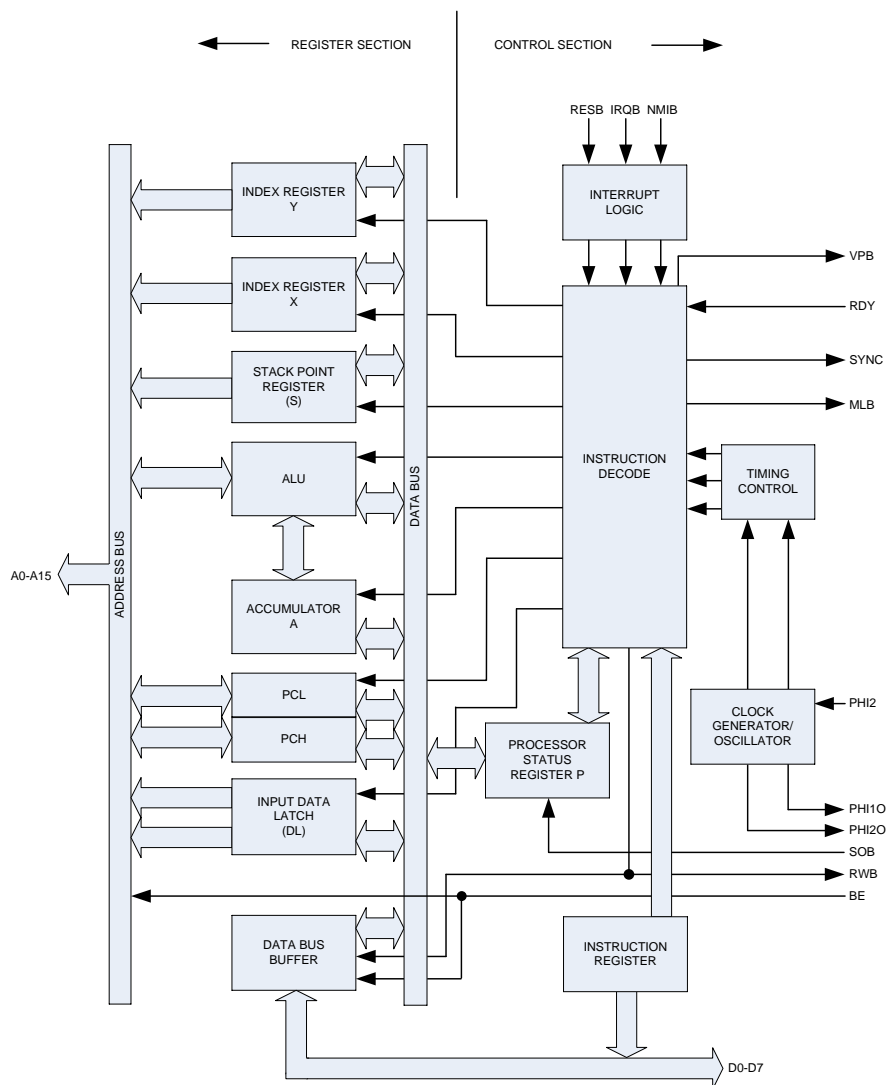 REGISTER SECTION
CONTROL SECTION
RESB IRQB NMIB
INDEX REGISTER
Y
INTERRUPT
LOGIC
VPB
INDEX REGISTER
X
RDY
STACK POINT
REGISTER
(S)
SYNC
MLB
ALU
INSTRUCTION
DECODE
TIMING
CONTROL
DATA BUS
ADDRESS BUS
A0-A15
ACCUMULATOR
A
PCL
PCH
PROCESSOR
STATUS
REGISTER P
CLOCK
GENERATOR/
OSCILLATOR
PHI2
INPUT DATA
LATCH
(DL)
PHI1O
PHI2O
SOB
RWB
BE
DATA BUS
BUFFER
INSTRUCTION
REGISTER
D0-D7